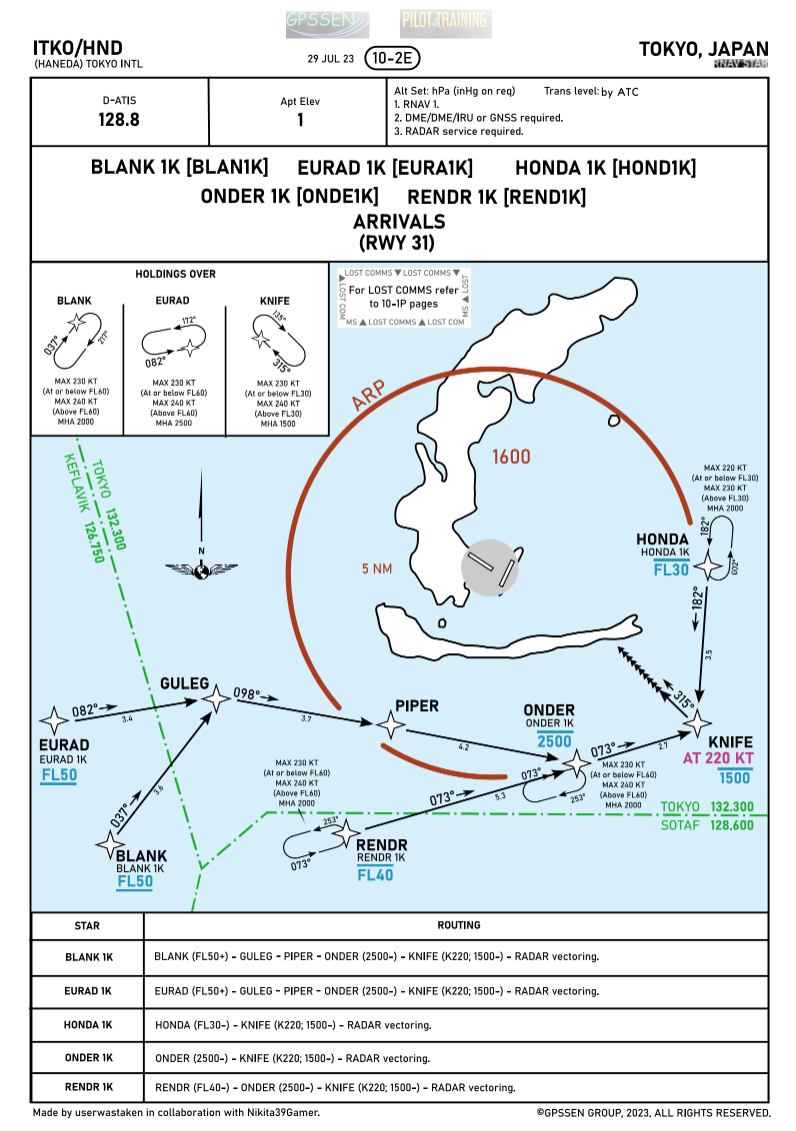 GPSSEN
PILOT TRAINING
ITKO/HND
(HANEDA) TOKYO INTL
29 JUL 23
10-2E
TOKYO, JAPAN
RNAV STAR
D-ATIS
128.8
Apt Elev
1
Alt Set: hPa (inHg on req) Trans level: by ATC
1. RNAV 1.
2. DME/DME/IRU or GNSS required.
3. RADAR service required.
BLANK 1K [BLAN1K] EURAD 1K [EURA1K] HONDA 1K [HOND1K]
ONDER 1K [ONDE1K] RENDR 1K [REND1K]
ARRIVALS
(RWY 31)
HOLDINGS OVER
BLANK
037°
217°
MAX 230 KT
(At or below FL60)
MAX 240 KT
(Above FL60)
MHA 2000
EURAD
172°
082°
MAX 230 KT
(At or below FL60)
MAX 240 KT
(Above FL60)
MHA 2500
KNIFE
135°
315°
MAX 230 KT
(At or below FL30)
MAX 240 KT
(Above FL30)
MHA 1500
LOST COMMS LOST COMMS
LOST COM
For LOST COMMS refer
to 10-1P pages
MS LOST
MS LOST COMMS LOST COM
ARP
1600
5 NM
TOKYO 132.300
KEFLAVIK 126.750
N
MAX 220 KT
(At or below FL30)
MAX 230 KT
(Above FL30)
MHA 2000
182°
002°
HONDA
HONDA 1K
FL30
182°
3.5
315°
GULEG
082°
3.4
098°
3.7
EURAD
EURAD 1K
FL50
PIPER
4.2
ONDER
ONDER 1K
2500
073°
2.7
KNIFE
AT 220 KT
1500
037°
3.6
BLANK
BLANK 1K
FL50
MAX 230 KT
(At or below FL60)
MAX 240 KT
(Above FL60)
MHA 2000
253°
073°
RENDR
RENDR 1K
FL40
073°
5.3
073°
253°
MAX 230 KT
(At or below FL60)
MAX 240 KT
(Above FL60)
MHA 2000
TOKYO 132.300
SOTAF 128.600
STAR ROUTING
BLANK 1K BLANK (FL50+) - GULEG - PIPER - ONDER (2500-) - KNIFE (K220; 1500-) - RADAR vectoring.
EURAD 1K EURAD (FL50+) - GULEG - PIPER - ONDER (2500-) - KNIFE (K220; 1500-) - RADAR vectoring.
HONDA 1K HONDA (FL30-) - KNIFE (K220; 1500-) - RADAR vectoring.
ONDER 1K ONDER (2500-) - KNIFE (K220; 1500-) - RADAR vectoring.
RENDR 1K RENDR (FL40-) - ONDER (2500-) - KNIFE (K220; 1500-) - RADAR vectoring.
Made by userwastaken in collaboration with Nikita39Gamer.
©GPSSEN GROUP, 2023. ALL RIGHTS RESERVED.